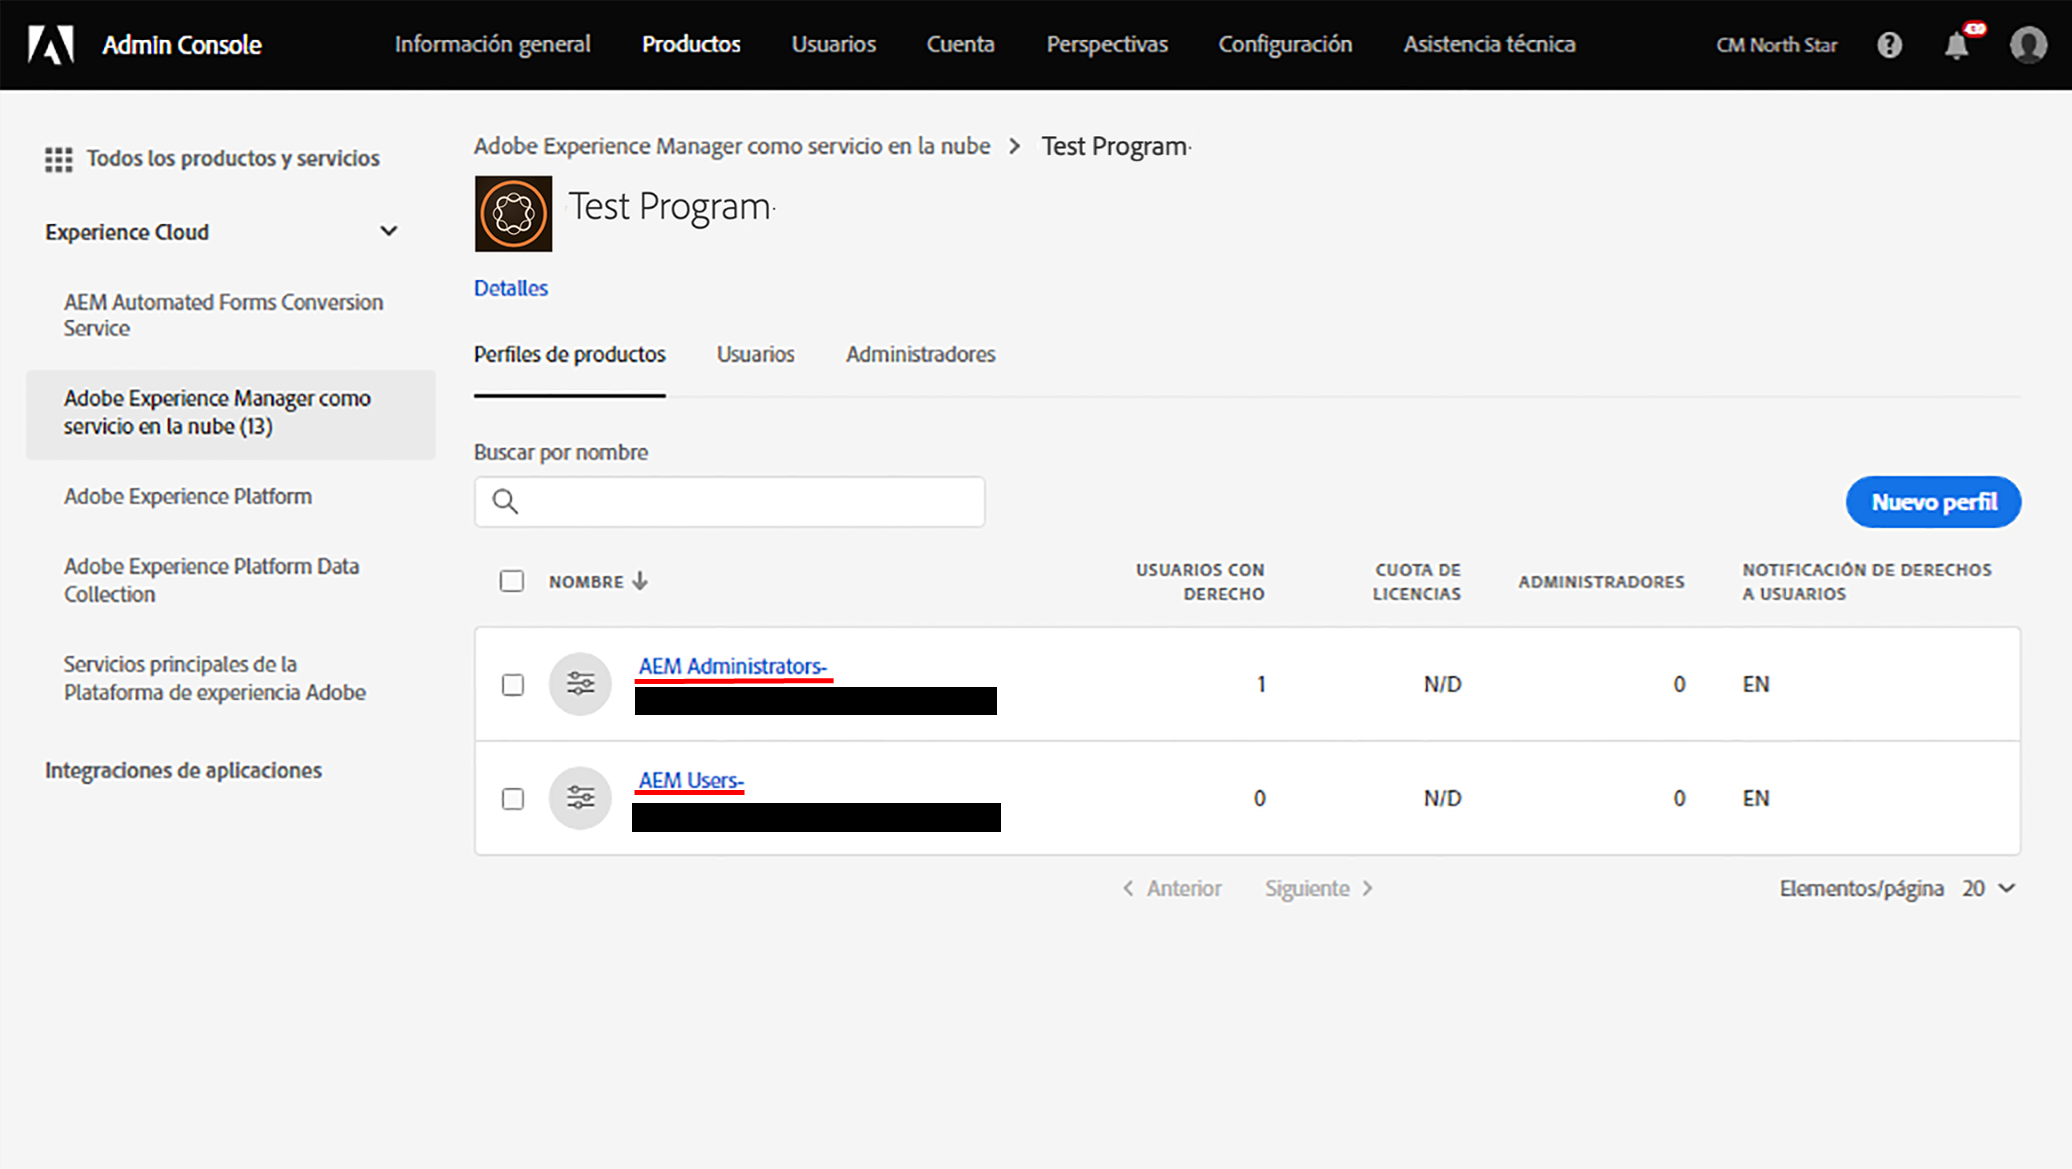 Admin Console
Información general
Productos
Usuarios
Cuenta
Perspectivas
Configuración
Asistencia técnica
CM North Star
Todos los productos y servicios
Experience Cloud
AEM Automated Forms Conversion
Service
Adobe Experience Manager como
servicio en la nube (13)
Adobe Experience Platform
Adobe Experience Platform Data
Collection
Servicios principales de la
Plataforma de experiencia Adobe
Integraciones de aplicaciones
Adobe Experience Manager como servicio en la nube > Test Program
Test Program
Detalles
Perfiles de productos
Usuarios
Administradores
Buscar por nombre
Nuevo perfil
NOMBRE
USUARIOS CON
DERECHO
CUOTA DE
LICENCIAS
ADMINISTRADORES
NOTIFICACIÓN DE DERECHOS
A USUARIOS
AEM Administrators-
1
N/D
0
EN
AEM Users-
0
N/D
0
EN
Anterior
Siguiente
Elementos/página 20